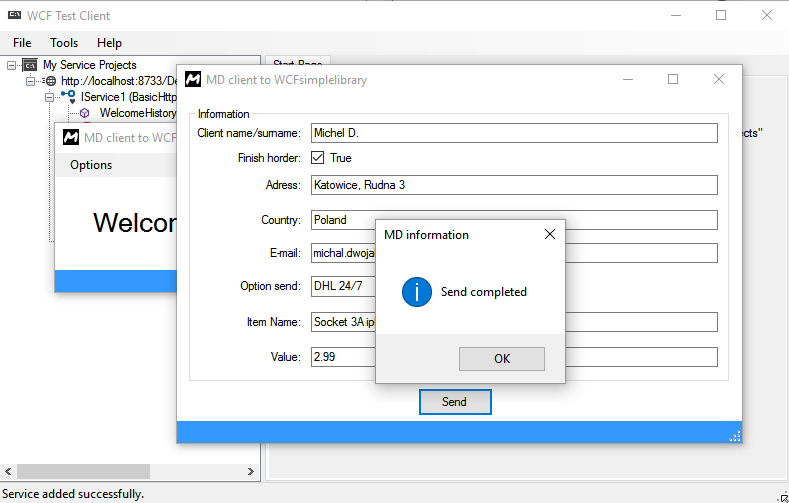 WCF Test Client
File Tools Help
My Service Projects
http://localhost:8733/De
IService1 (BasicHttp
WelcomeHistory
Start Page
MD client to WCF
Options
Welcom
MD client to WCFsimplelibrary
Information
Client name/surname: Michel D.
Finish horder: True
Adress: Katowice, Rudna 3
Country: Poland
E-mail: michal.dwojak
Option send: DHL 24/7
Item Name: Socket 3A ip
Value: 2.99
Send
MD information
Send completed
OK
Service added successfully.